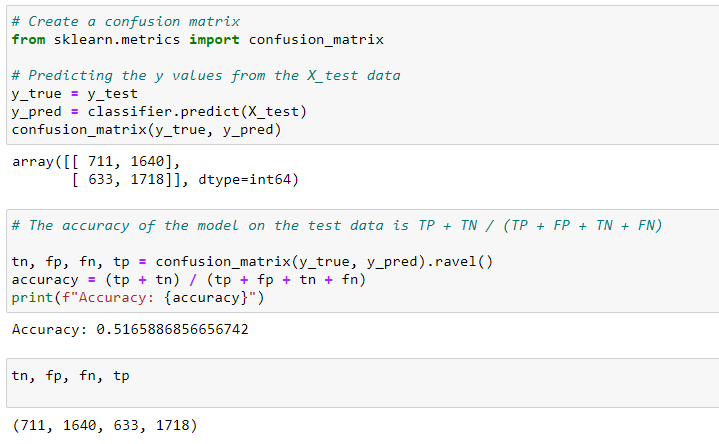 # Create a confusion matrix
from sklearn.metrics import confusion_matrix
# Predicting the y values from the X_test data
y_true = y_test
y_pred = classifier.predict(X_test)
confusion_matrix(y_true, y_pred)
array([[ 711, 1640],
       [ 633, 1718]], dtype=int64)
# The accuracy of the model on the test data is TP + TN / (TP + FP + TN + FN)
tn, fp, fn, tp = confusion_matrix(y_true, y_pred).ravel()
accuracy = (tp + tn) / (tp + fp + tn + fn)
print(f"Accuracy: {accuracy}")
Accuracy: 0.5165886856656742
tn, fp, fn, tp
(711, 1640, 633, 1718)